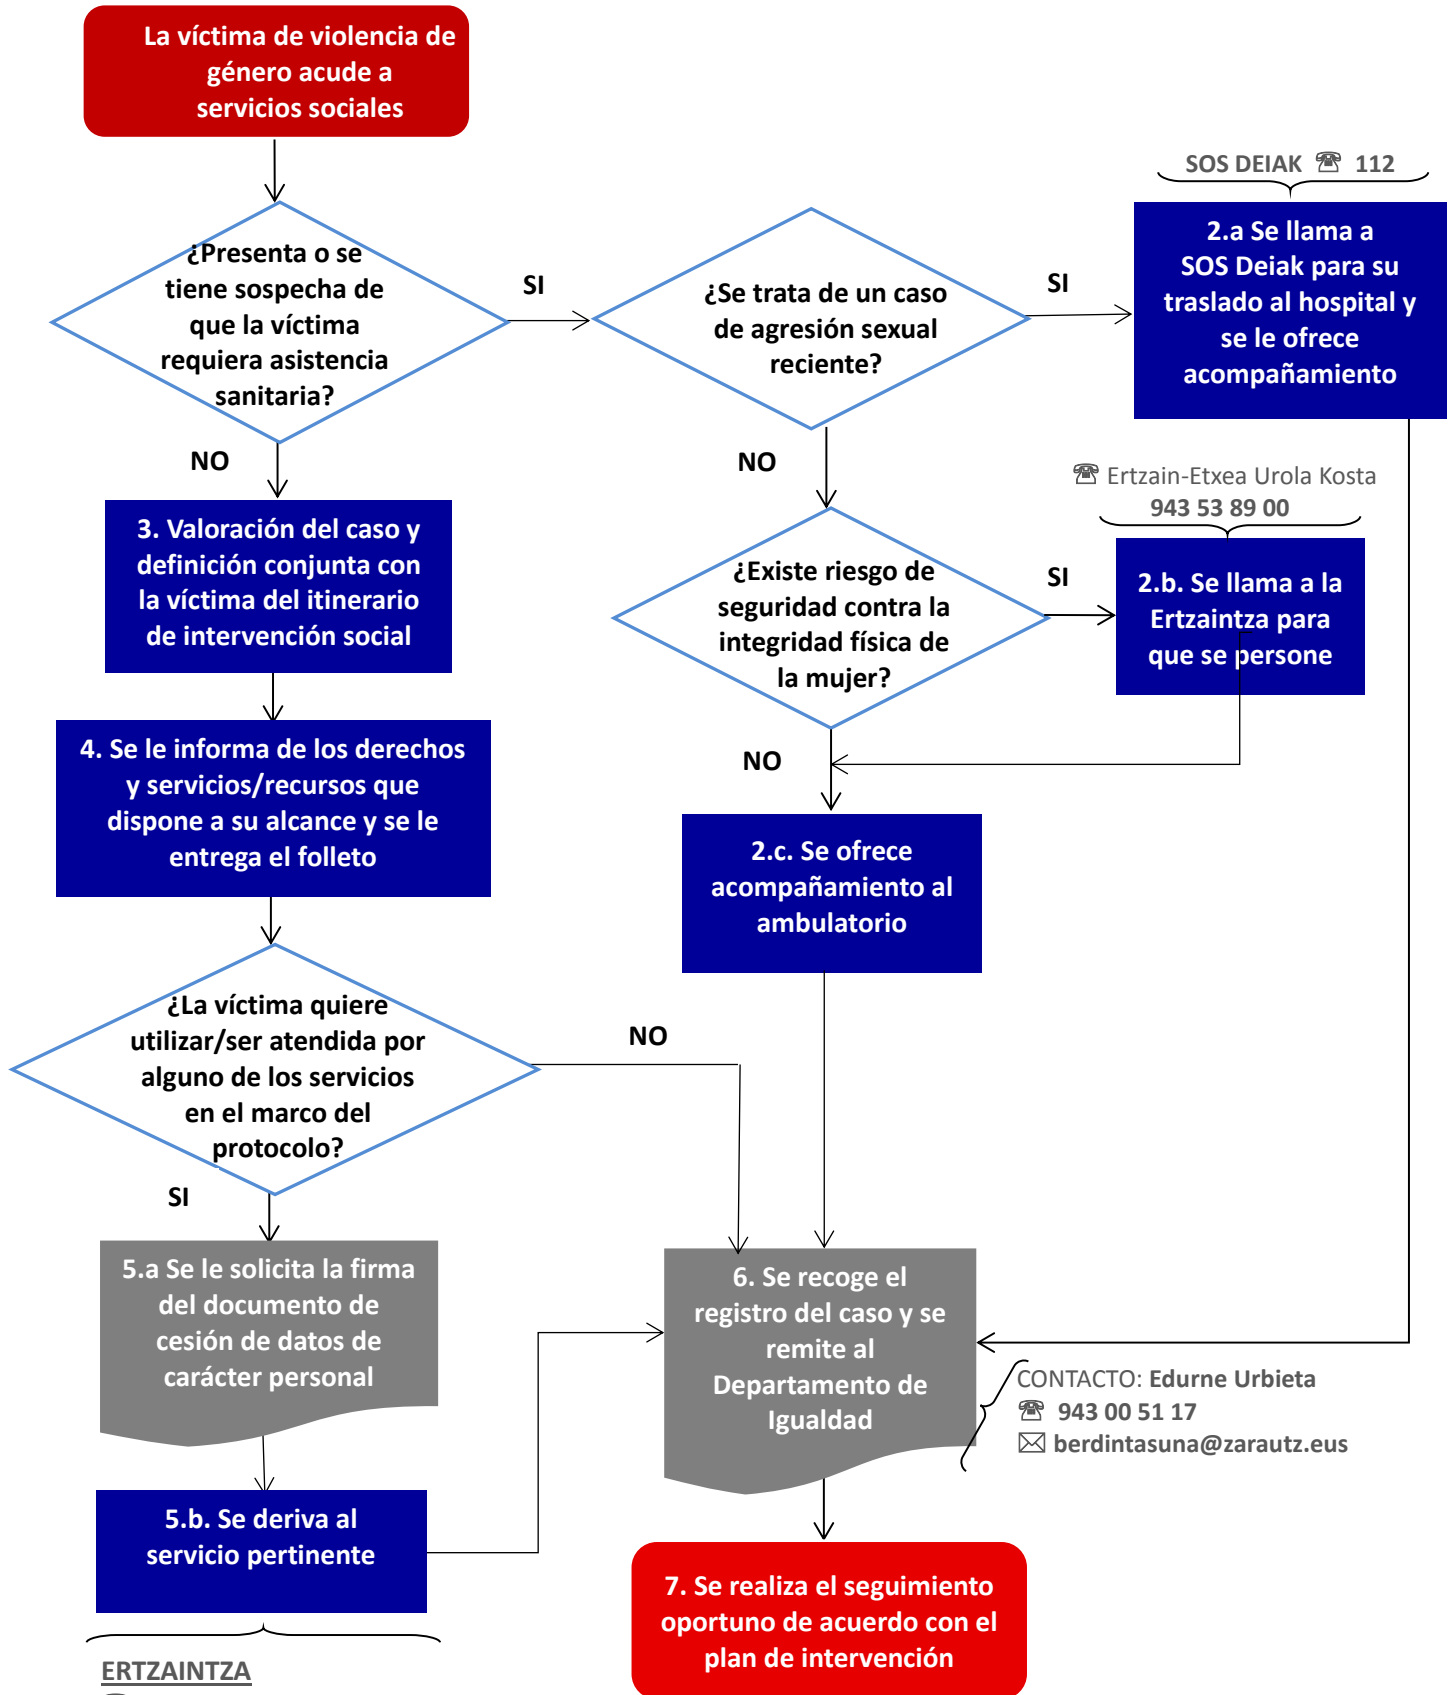 La víctima de violencia de
género acude a
servicios sociales
SOS DEIAK ☎ 112
¿Presenta o se
tiene sospecha de
que la víctima
requiera asistencia
sanitaria?
SI
¿Se trata de un caso
de agresión sexual
reciente?
SI
2.a Se llama a
SOS Deiak para su
traslado al hospital y
se le ofrece
acompañamiento
NO
NO
☎ Ertzain-Etxea Urola Kosta
943 53 89 00
3. Valoración del caso y
definición conjunta con
la víctima del itinerario
de intervención social
¿Existe riesgo de
seguridad contra la
integridad física de
la mujer?
SI
2.b. Se llama a la
Ertzaintza para
que se persone
4. Se le informa de los derechos
y servicios/recursos que
dispone a su alcance y se le
entrega el folleto
NO
2.c. Se ofrece
acompañamiento al
ambulatorio
¿La víctima quiere
utilizar/ser atendida por
alguno de los servicios
en el marco del
protocolo?
NO
SI
5.a Se le solicita la firma
del documento de
cesión de datos de
carácter personal
6. Se recoge el
registro del caso y se
remite al
Departamento de
Igualdad
CONTACTO: Edurne Urbieta
☎ 943 00 51 17
✉ berdintasuna@zarautz.eus
5.b. Se deriva al
servicio pertinente
7. Se realiza el seguimiento
oportuno de acuerdo con el
plan de intervención
ERTZAINTZA